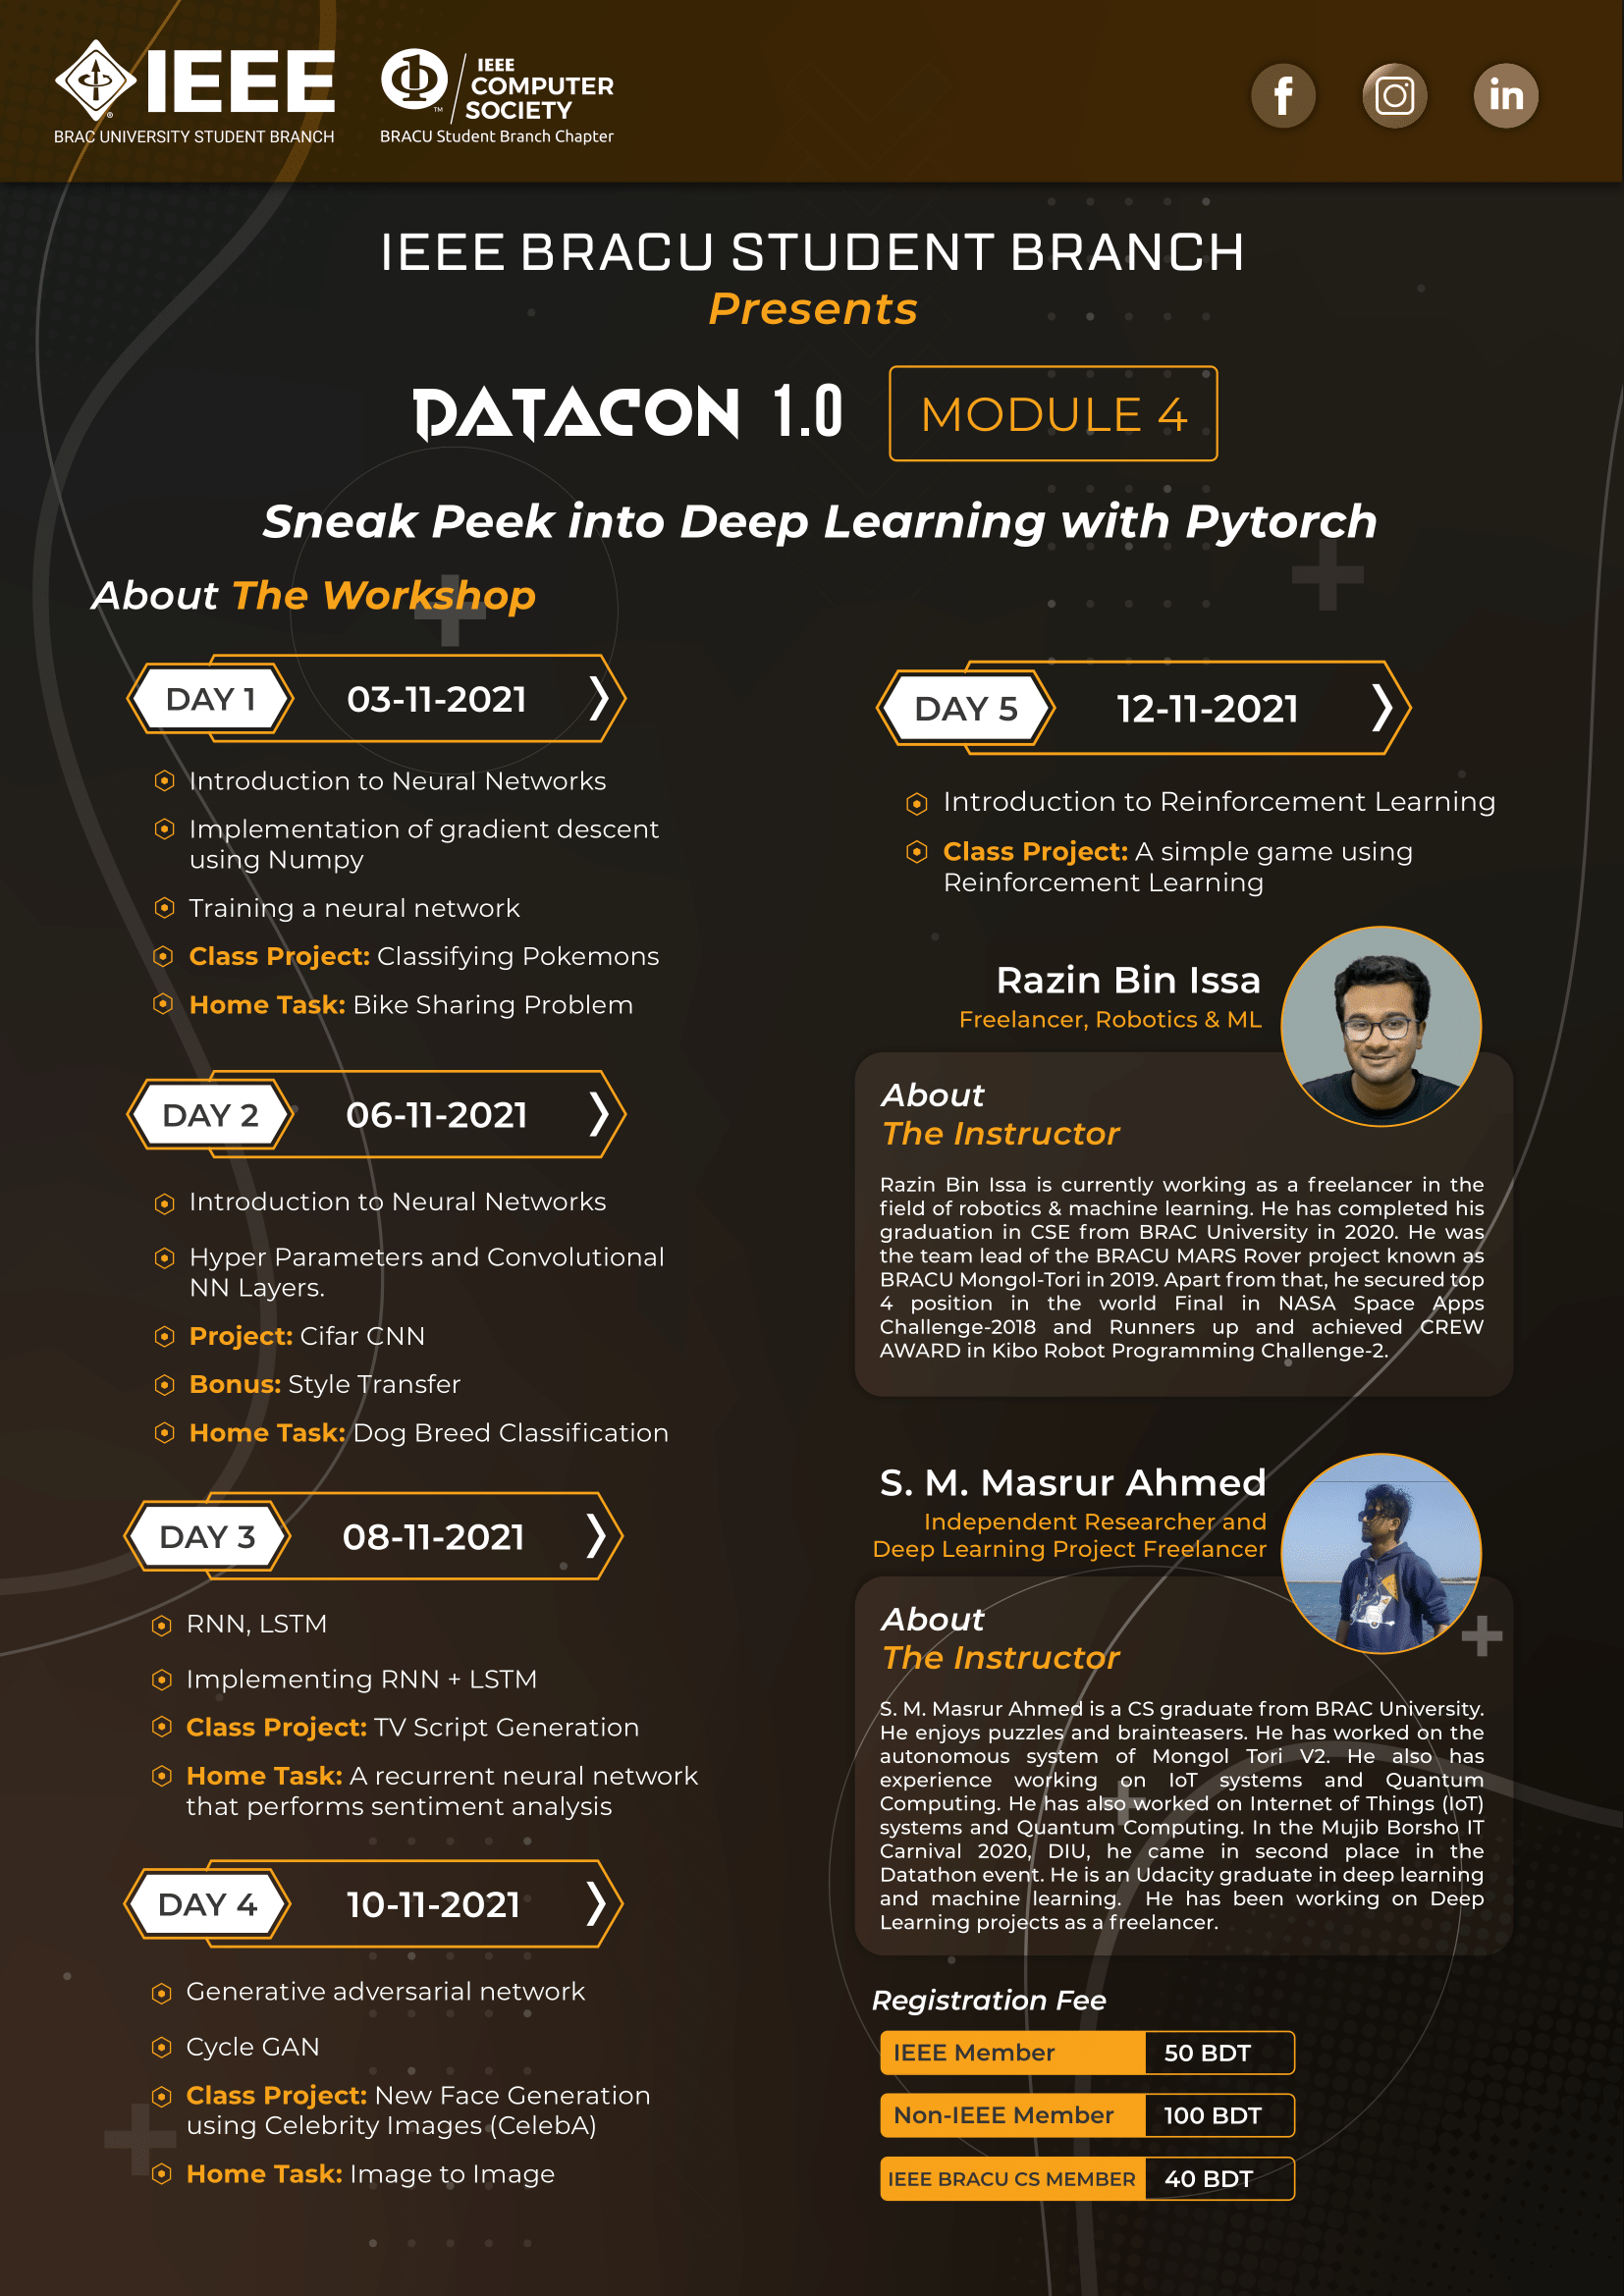 IEEE
BRAC UNIVERSITY STUDENT BRANCH
IEEE
COMPUTER
SOCIETY
BRACU Student Branch Chapter
f
in
IEEE BRACU STUDENT BRANCH
Presents
DATACON 1.0
MODULE 4
Sneak Peek into Deep Learning with Pytorch
About The Workshop
DAY 1 03-11-2021
Introduction to Neural Networks
Implementation of gradient descent
using Numpy
Training a neural network
Class Project: Classifying Pokemons
Home Task: Bike Sharing Problem
DAY 2 06-11-2021
Introduction to Neural Networks
Hyper Parameters and Convolutional
NN Layers.
Project: Cifar CNN
Bonus: Style Transfer
Home Task: Dog Breed Classification
DAY 3 08-11-2021
RNN, LSTM
Implementing RNN + LSTM
Class Project: TV Script Generation
Home Task: A recurrent neural network
that performs sentiment analysis
DAY 4 10-11-2021
Generative adversarial network
Cycle GAN
Class Project: New Face Generation
using Celebrity Images (CelebA)
Home Task: Image to Image
DAY 5 12-11-2021
Introduction to Reinforcement Learning
Class Project: A simple game using
Reinforcement Learning
Razin Bin Issa
Freelancer, Robotics & ML
About
The Instructor
Razin Bin Issa is currently working as a freelancer in the
field of robotics & machine learning. He has completed his
graduation in CSE from BRAC University in 2020. He was
the team lead of the BRACU MARS Rover project known as
BRACU Mongol-Tori in 2019. Apart from that, he secured top
4 position in the world Final in NASA Space Apps
Challenge-2018 and Runners up and achieved CREW
AWARD in Kibo Robot Programming Challenge-2.
S. M. Masrur Ahmed
Independent Researcher and
Deep Learning Project Freelancer
About
The Instructor
S. M. Masrur Ahmed is a CS graduate from BRAC University.
He enjoys puzzles and brainteasers. He has worked on the
autonomous system of Mongol Tori V2. He also has
experience working on IoT systems and Quantum
Computing. He has also worked on Internet of Things (IoT)
systems and Quantum Computing. In the Mujib Borsho IT
Carnival 2020, DIU, he came in second place in the
Datathon event. He is an Udacity graduate in deep learning
and machine learning. He has been working on Deep
Learning projects as a freelancer.
Registration Fee
IEEE Member 50 BDT
Non-IEEE Member 100 BDT
IEEE BRACU CS MEMBER 40 BDT